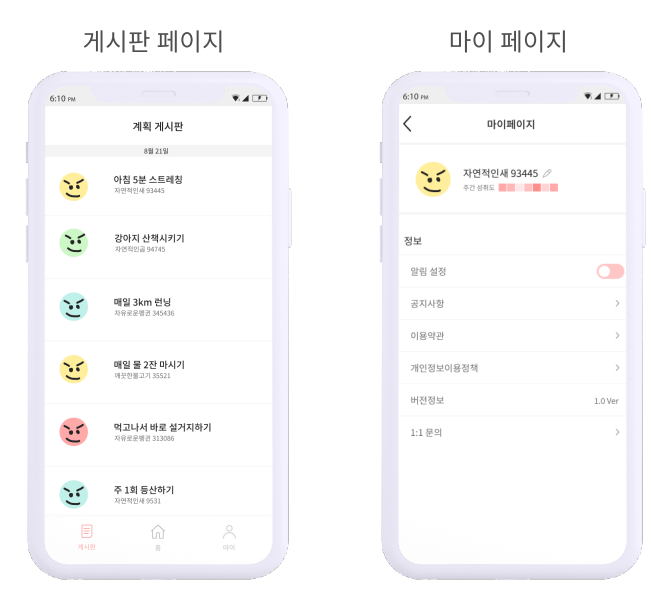 게시판 페이지
마이 페이지
6:10 PM
계획 게시판
8월 21일
아침 5분 스트레칭
자연적인새 93445
강아지 산책시키기
자연적인곰 94745
매일 3km 런닝
자유로운팽귄 345436
매일 물 2잔 마시기
깨끗한불고기 35521
먹고나서 바로 설거지하기
자유로운팽귄 313086
주 1회 등산하기
자연적인새 9531
게시판
홈
마이
6:10 PM
마이페이지
자연적인새 93445
주간 성취도
정보
알림 설정
공지사항
이용약관
개인정보이용정책
버전정보
1.0 Ver
1:1 문의